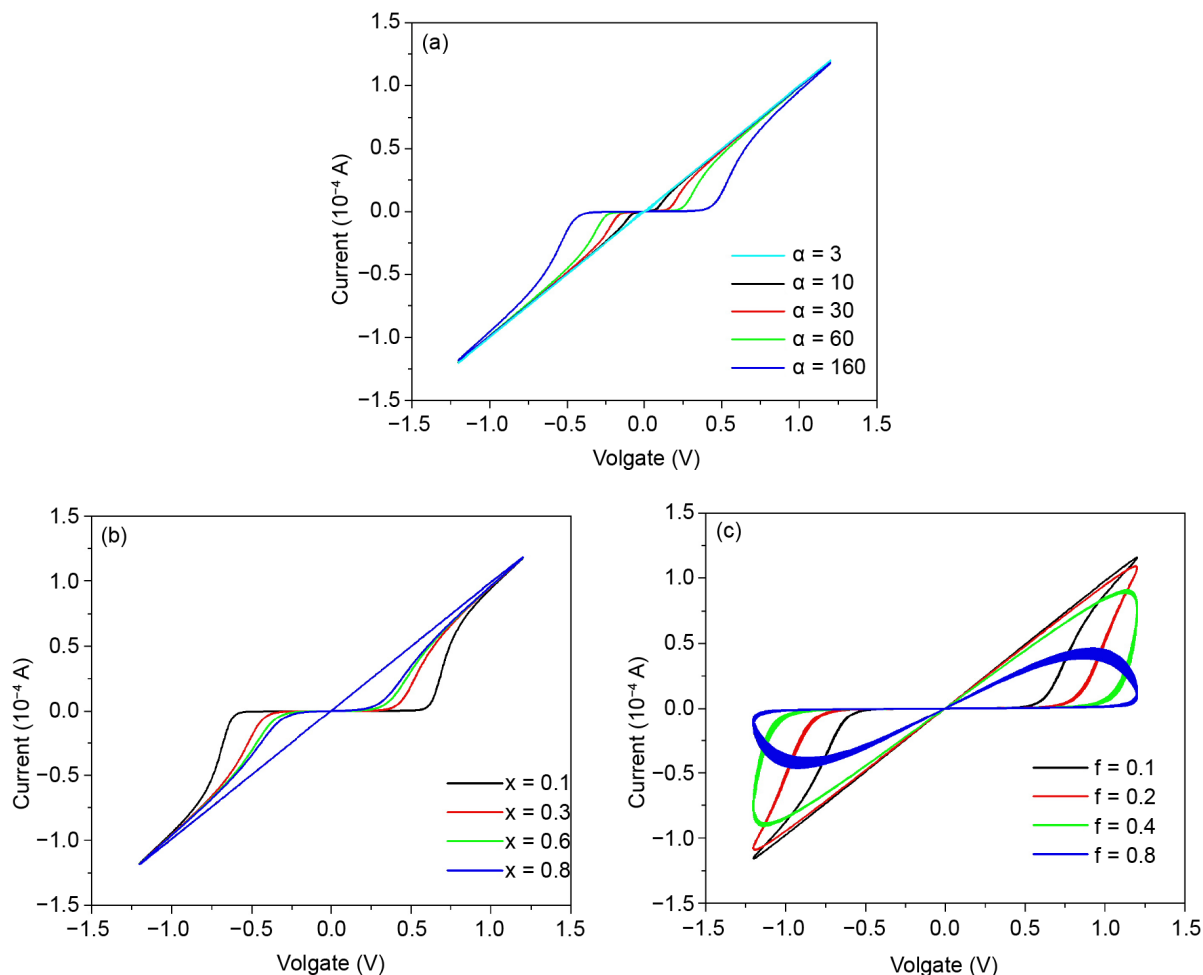 (a)
1.0
0.5
0.0
−0.5
−1.0
−1.5
Current (10⁻⁴ A)
α = 3
α = 10
α = 30
α = 60
α = 160
−1.5 −1.0 −0.5 0.0 0.5 1.0 1.5
Volgate (V)
(b)
1.5
1.0
0.5
0.0
−0.5
−1.0
−1.5
Current (10⁻⁴ A)
x = 0.1
x = 0.3
x = 0.6
x = 0.8
−1.5 −1.0 −0.5 0.0 0.5 1.0 1.5
Volgate (V)
(c)
1.5
1.0
0.5
0.0
−0.5
−1.0
−1.5
Current (10⁻⁴ A)
f = 0.1
f = 0.2
f = 0.4
f = 0.8
−1.5 −1.0 −0.5 0.0 0.5 1.0 1.5
Volgate (V)